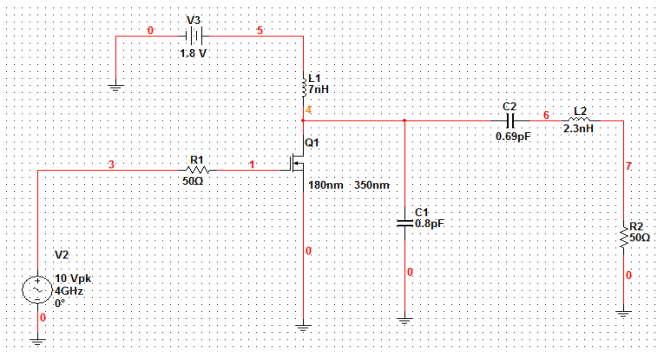 V3
0
5
1.8 V
L1
7nH
4
C2
6
L2
0.69pF
2.3nH
Q1
3
R1
1
50Ω
180nm 350nm
7
C1
0.8pF
R2
50Ω
0
V2
10 Vpk
4GHz
0°
0
0
0